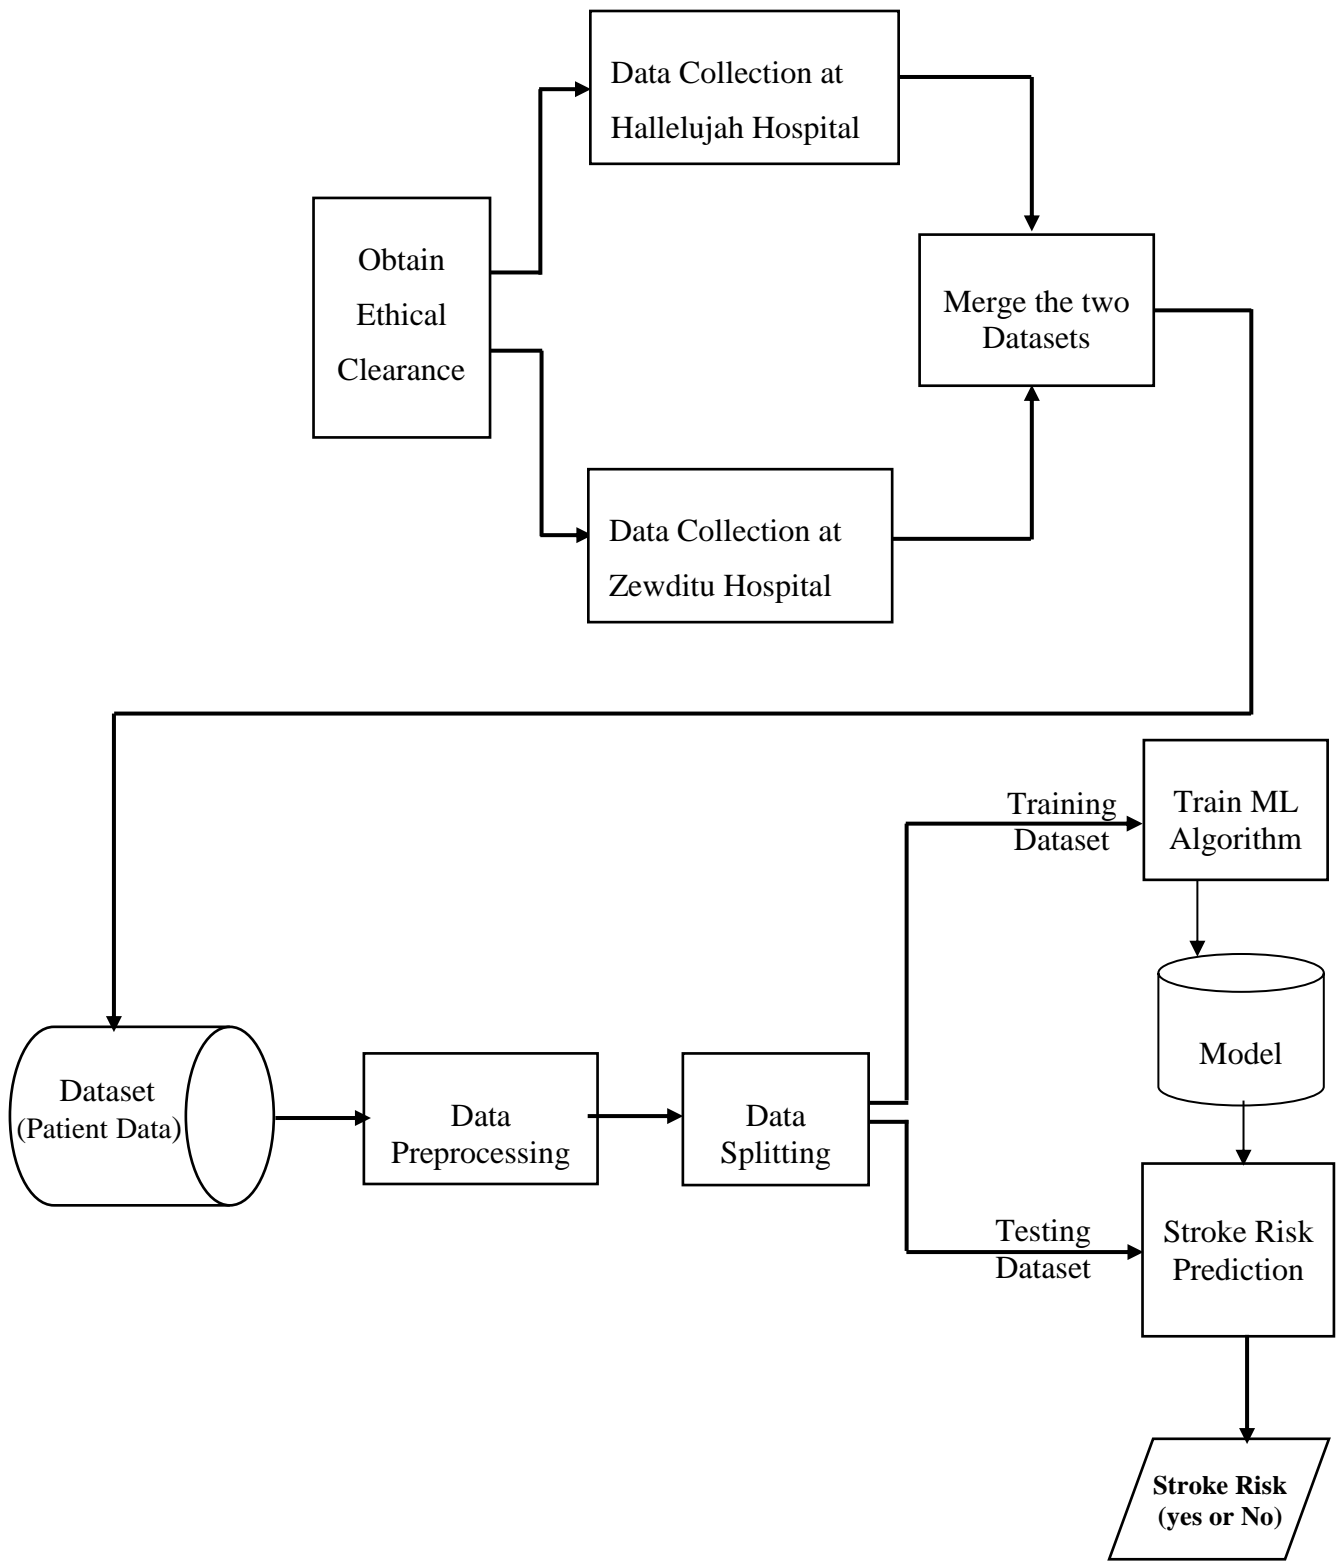 Data Collection at
Hallelujah Hospital
Obtain
Ethical
Clearance
Merge the two
Datasets
Data Collection at
Zewditu Hospital
Training
Dataset
Train ML
Algorithm
Model
Dataset
(Patient Data)
Data
Preprocessing
Data
Splitting
Testing
Dataset
Stroke Risk
Prediction
Stroke Risk
(yes or No)